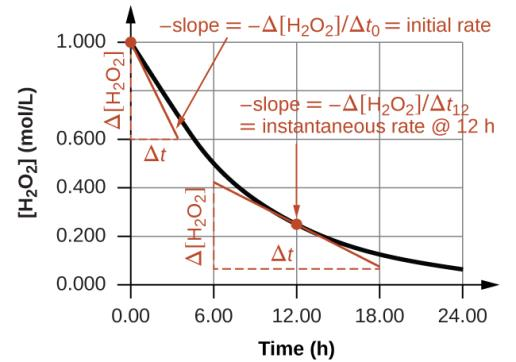 −slope = −Δ[H₂O₂]/Δt₀ = initial rate
1.000
Δ[H₂O₂]
−slope = −Δ[H₂O₂]/Δt₁₂
= instantaneous rate @ 12 h
0.600
Δt
[H₂O₂] (mol/L)
0.400
Δ[H₂O₂]
0.200
Δt
0.000
0.00 6.00 12.00 18.00 24.00
Time (h)